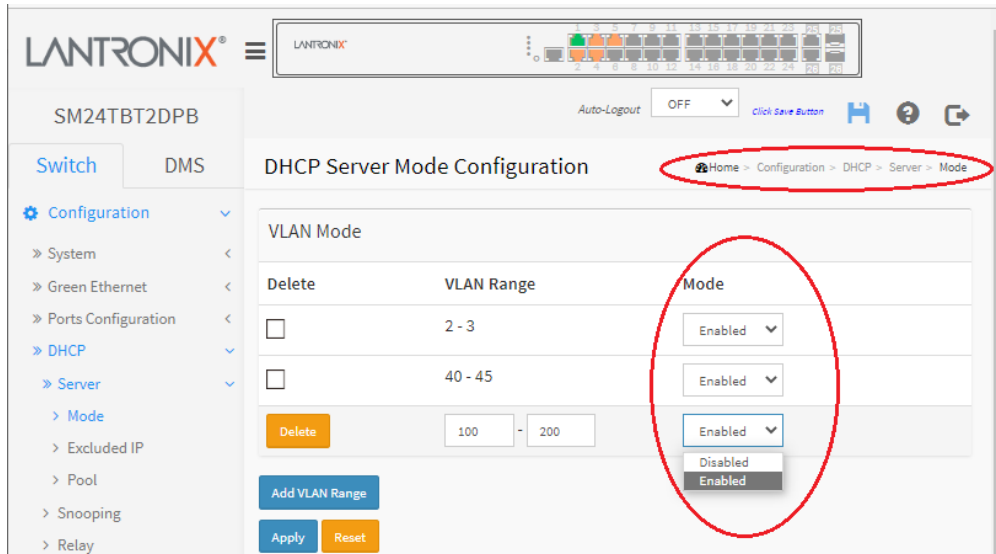 LANTRONIX®
LANTRONIX
1 3 5 7 9 11 13 15 17 19 21 23
2 4 6 8 10 12 14 16 18 20 22 24
SM24TBT2DPB
Auto-Logout OFF Click Save Button
Switch DMS
DHCP Server Mode Configuration
Home > Configuration > DHCP > Server > Mode
Configuration
» System
» Green Ethernet
» Ports Configuration
» DHCP
» Server
> Mode
> Excluded IP
> Pool
> Snooping
> Relay
VLAN Mode
Delete VLAN Range Mode
2 - 3 Enabled
40 - 45 Enabled
Delete 100 - 200 Enabled
Disabled
Enabled
Add VLAN Range
Apply Reset